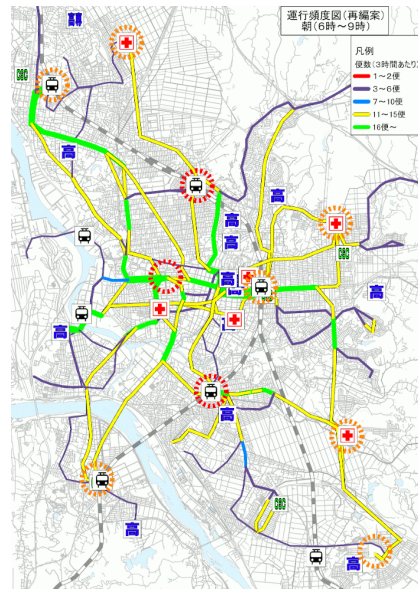 運行頻度図(再編案)
朝(6時～9時)
凡例
便数(3時間あたり)
1～2便
3～6便
7～10便
11～15便
16便～
高
高
高
高
高
高
高
高
高
高